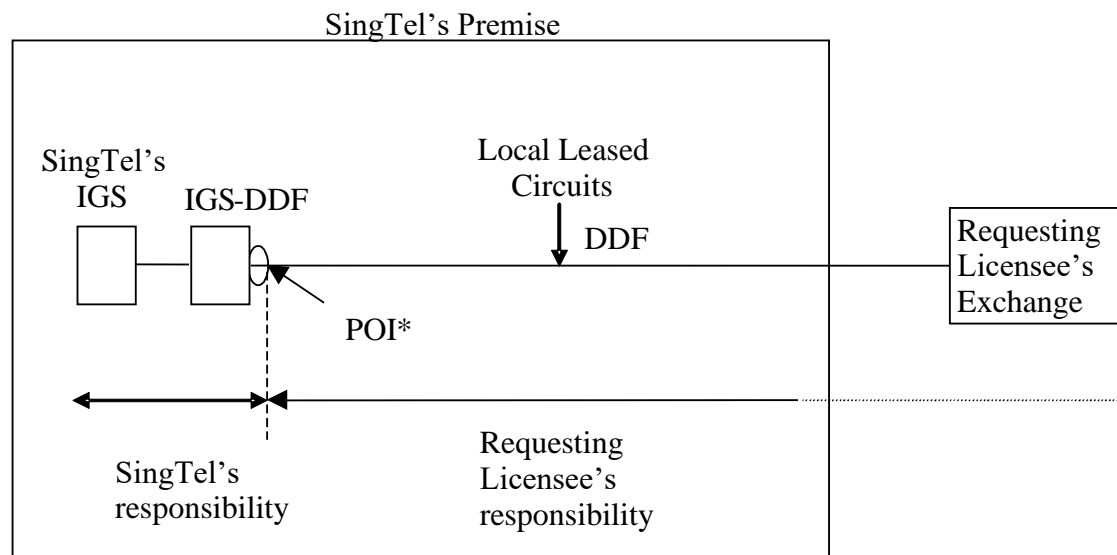 SingTel's Premise
SingTel's
IGS
IGS-DDF
Local Leased
Circuits
DDF
Requesting
Licensee's
Exchange
POI*
SingTel's
responsibility
Requesting
Licensee's
responsibility